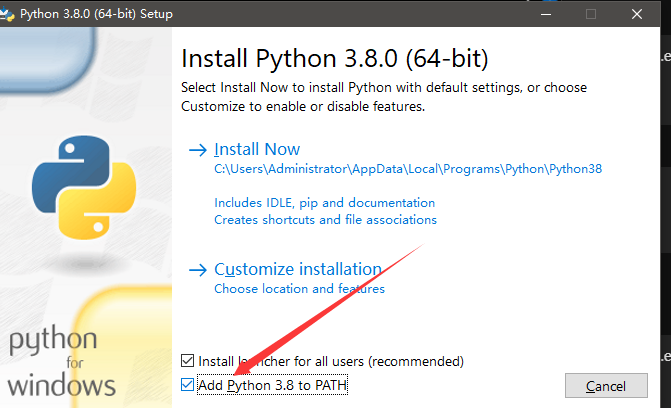 Python 3.8.0 (64-bit) Setup
Install Python 3.8.0 (64-bit)
Select Install Now to install Python with default settings, or choose
Customize to enable or disable features.
Install Now
C:\Users\Administrator\AppData\Local\Programs\Python\Python38
Includes IDLE, pip and documentation
Creates shortcuts and file associations
Customize installation
Choose location and features
Install launcher for all users (recommended)
Add Python 3.8 to PATH
Cancel
python
for
windows
.e
.e